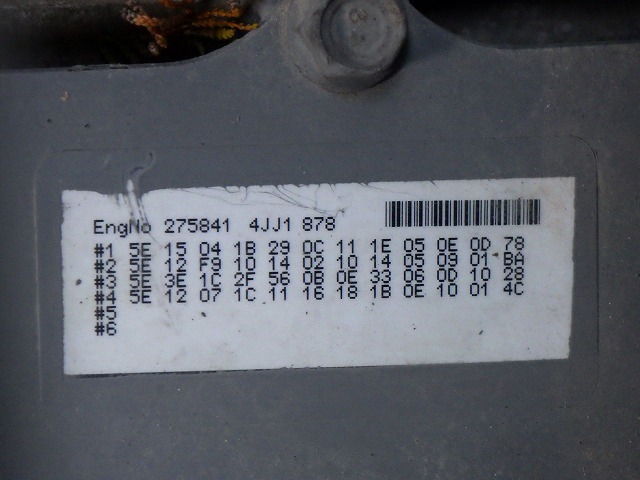 EngNo 275841 4JJ1 878
#1 5E 15 04 1B 29 0C 11 1E 05 0E 0D 78
#2 5E 12 F9 10 14 02 10 14 05 09 01 BA
#3 5E 3E 1C 2F 56 0B 0E 33 06 0D 10 28
#4 5E 12 07 1C 11 16 18 1B 0E 10 01 4C
#5
#6